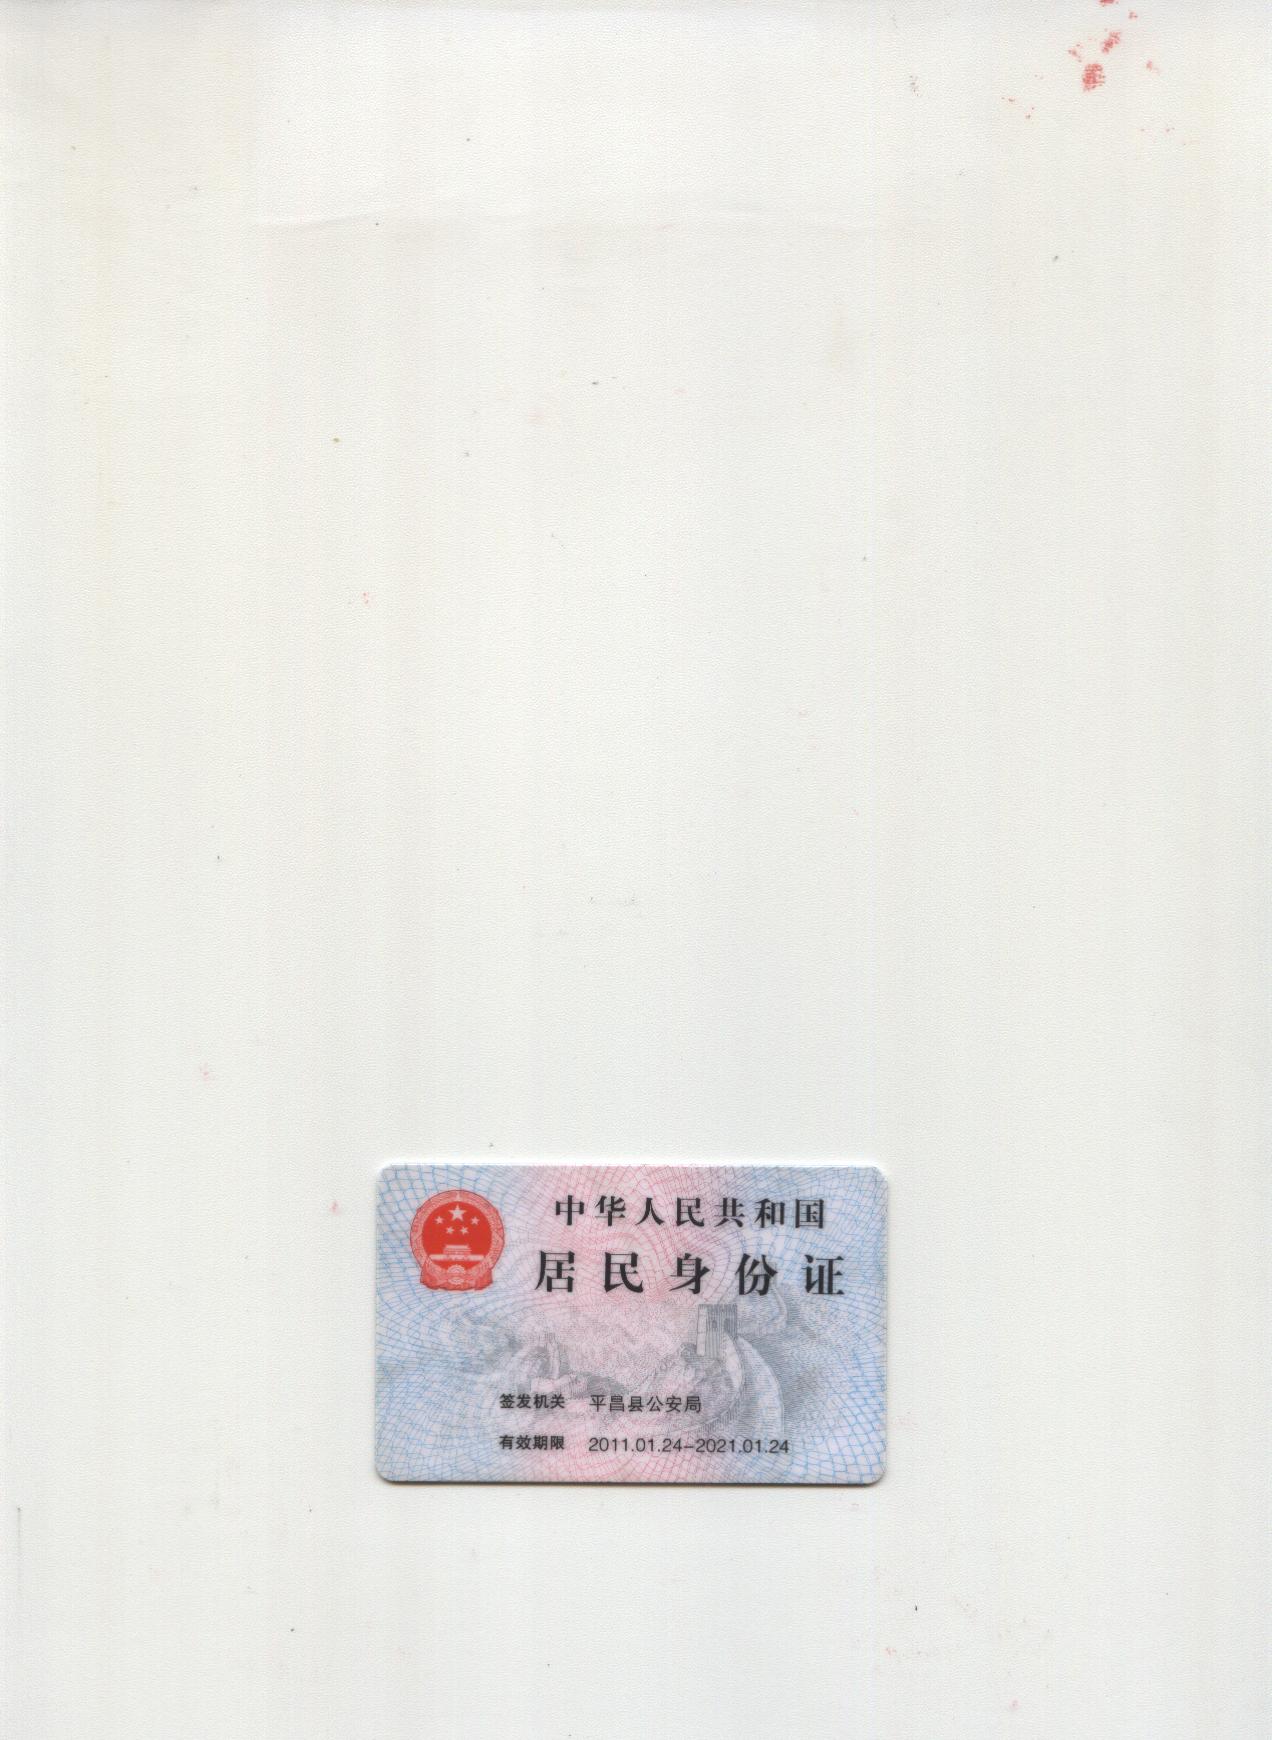 中华人民共和国
居民身份证
签发机关 平昌县公安局
有效期限 2011.01.24-2021.01.24